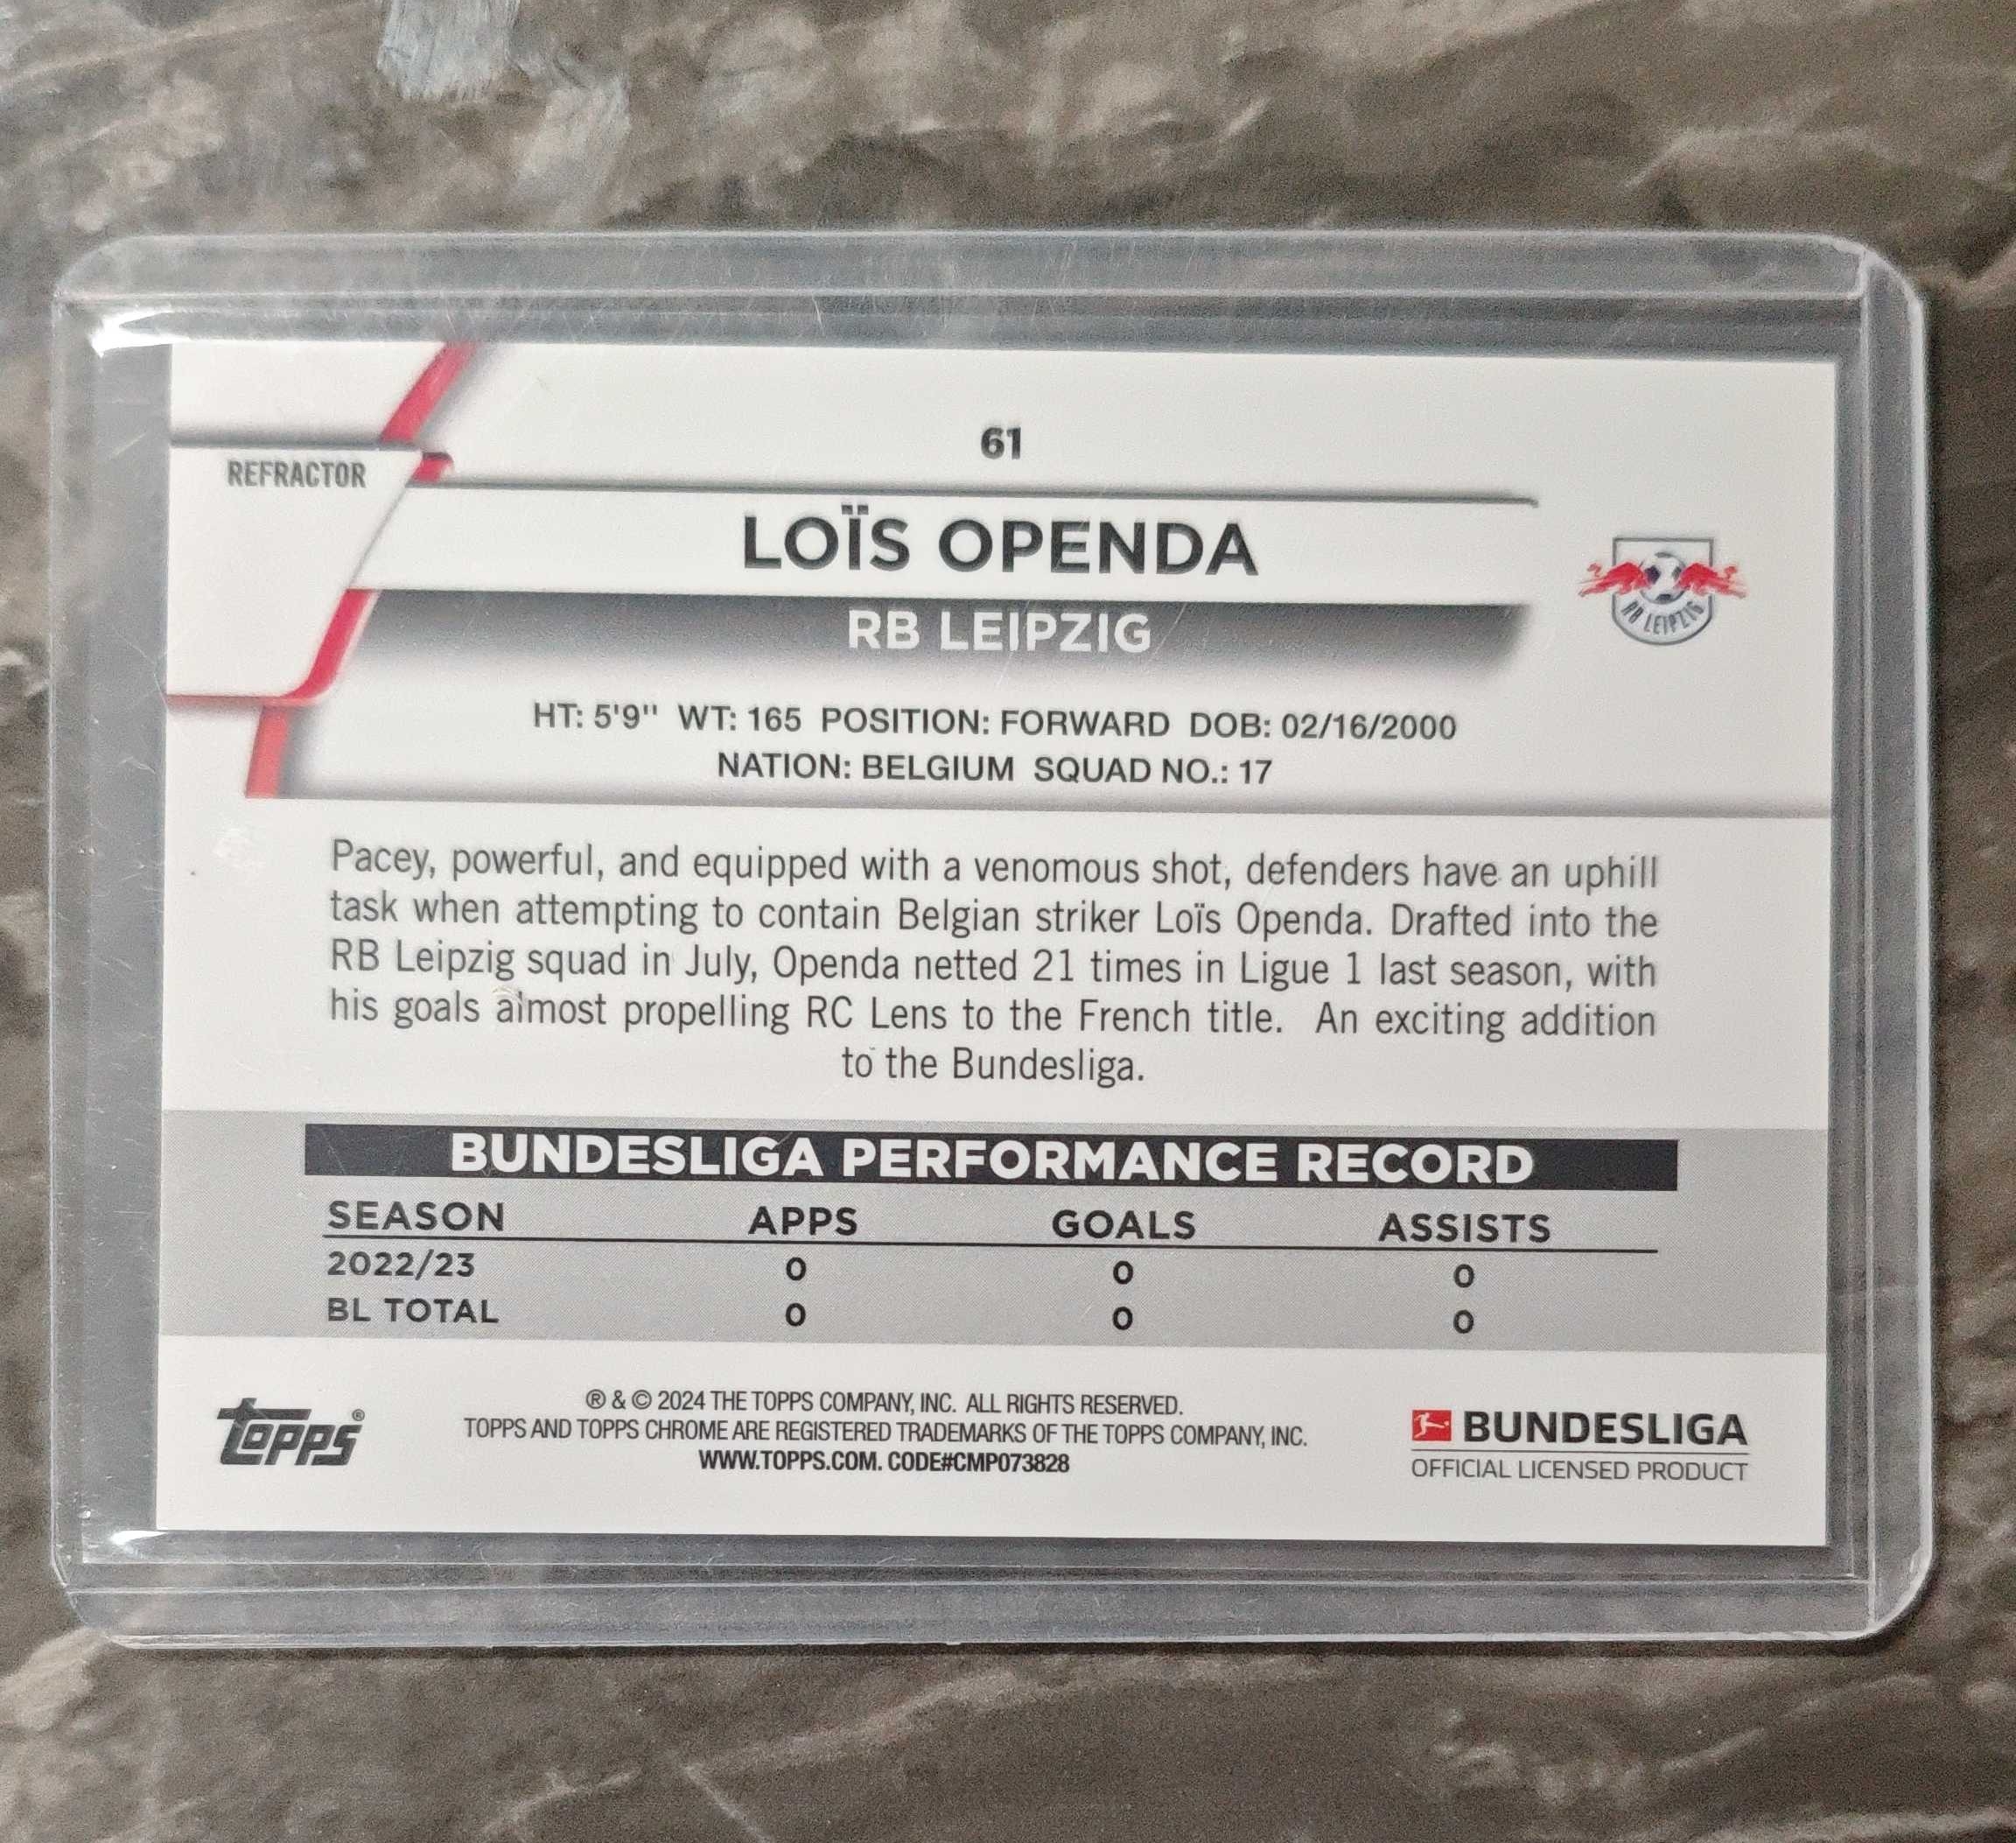 61
REFRACTOR
LOÏS OPENDA
RB LEIPZIG
RB LEIPZIG
HT: 5'9" WT: 165 POSITION: FORWARD DOB: 02/16/2000
NATION: BELGIUM SQUAD NO.: 17
Pacey, powerful, and equipped with a venomous shot, defenders have an uphill
task when attempting to contain Belgian striker Loïs Openda. Drafted into the
RB Leipzig squad in July, Openda netted 21 times in Ligue 1 last season, with
his goals almost propelling RC Lens to the French title. An exciting addition
to the Bundesliga.
BUNDESLIGA PERFORMANCE RECORD
SEASON APPS GOALS ASSISTS
2022/23 0 0 0
BL TOTAL 0 0 0
topps®
® & © 2024 THE TOPPS COMPANY, INC. ALL RIGHTS RESERVED.
TOPPS AND TOPPS CHROME ARE REGISTERED TRADEMARKS OF THE TOPPS COMPANY, INC.
WWW.TOPPS.COM. CODE#CMP073828
BUNDESLIGA
OFFICIAL LICENSED PRODUCT